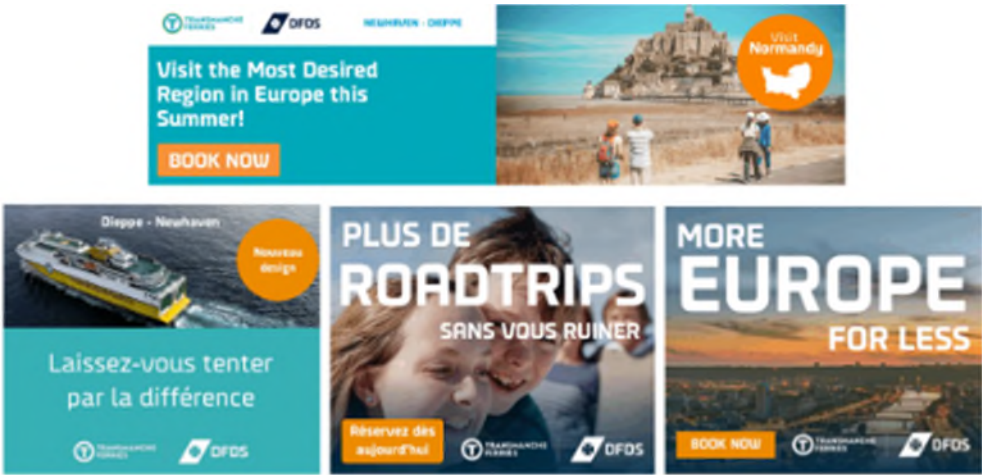 TRANSMANCHE
FERRIES
DFDS
NEWHAVEN - DIEPPE
Visit the Most Desired
Region in Europe this
Summer!
BOOK NOW
Visit
Normandy
Dieppe - Newhaven
Nouveau
design
Laissez-vous tenter
par la différence
TRANSMANCHE
FERRIES
DFDS
PLUS DE
ROADTRIPS
SANS VOUS RUINER
Réservez dès
aujourd'hui
TRANSMANCHE
FERRIES
DFDS
MORE
EUROPE
FOR LESS
BOOK NOW
TRANSMANCHE
FERRIES
DFDS